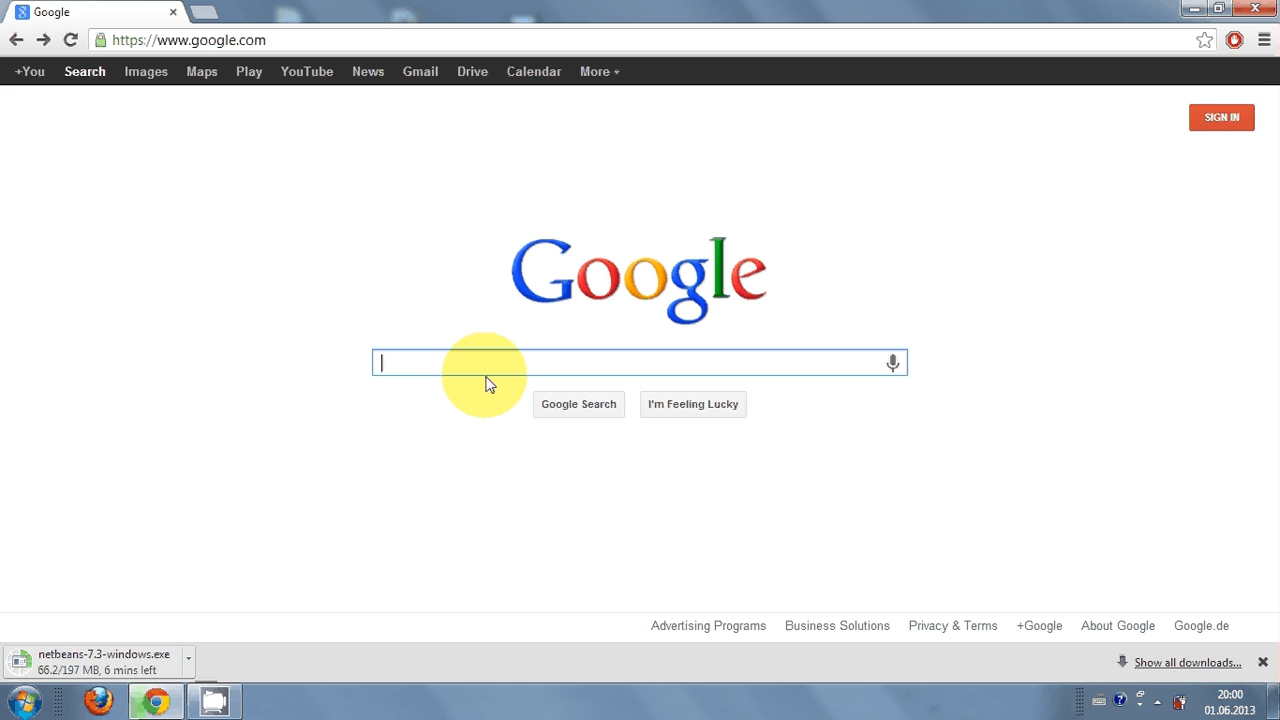 Google
https://www.google.com
+You Search Images Maps Play YouTube News Gmail Drive Calendar More
SIGN IN
Google
Google Search I'm Feeling Lucky
Advertising Programs Business Solutions Privacy & Terms +Google About Google Google.de
netbeans-7.3-windows.exe
66.2/197 MB, 6 mins left
Show all downloads...
20:00
01.06.2013